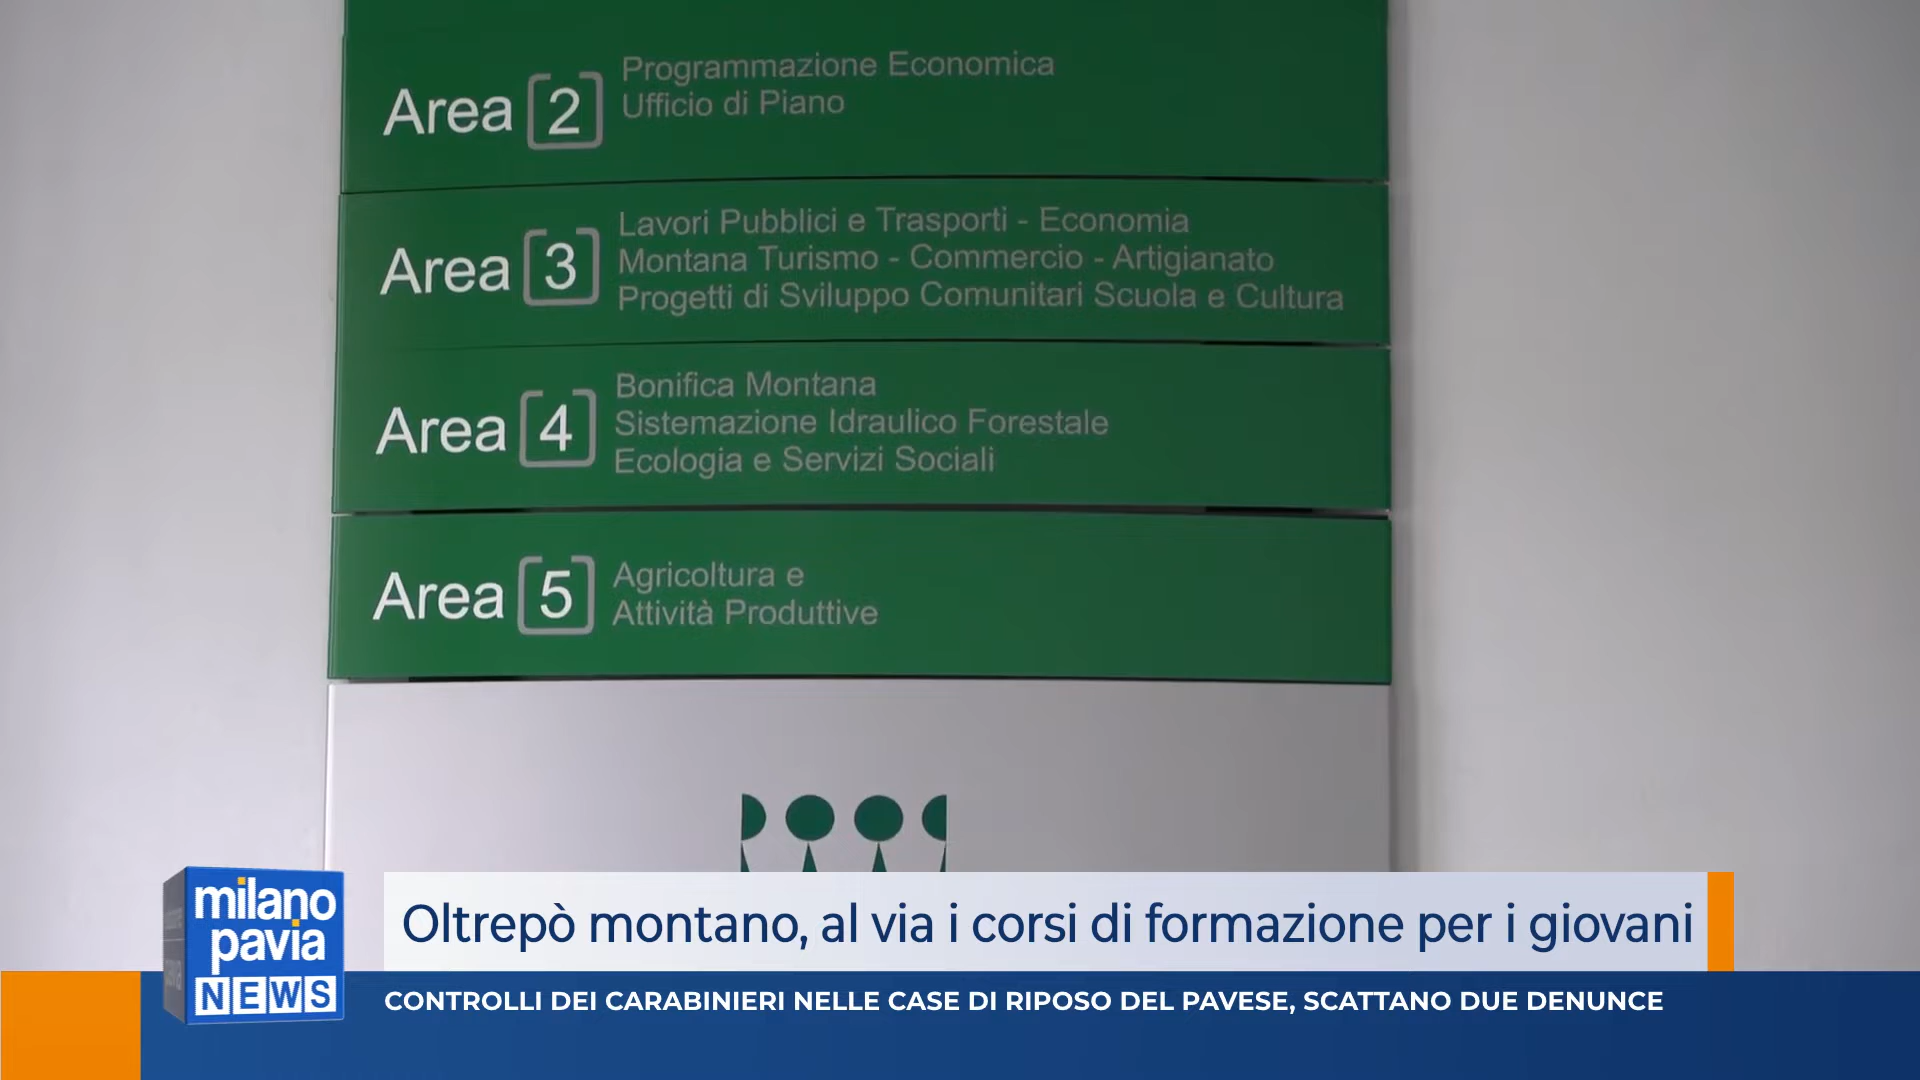 Area [2]
Programmazione Economica
Ufficio di Piano
Area [3]
Lavori Pubblici e Trasporti - Economia
Montana Turismo - Commercio - Artigianato
Progetti di Sviluppo Comunitari Scuola e Cultura
Area [4]
Bonifica Montana
Sistemazione Idraulico Forestale
Ecologia e Servizi Sociali
Area [5]
Agricoltura e
Attività Produttive
milano
pavia
NEWS
Oltrepò montano, al via i corsi di formazione per i giovani
CONTROLLI DEI CARABINIERI NELLE CASE DI RIPOSO DEL PAVESE, SCATTANO DUE DENUNCE